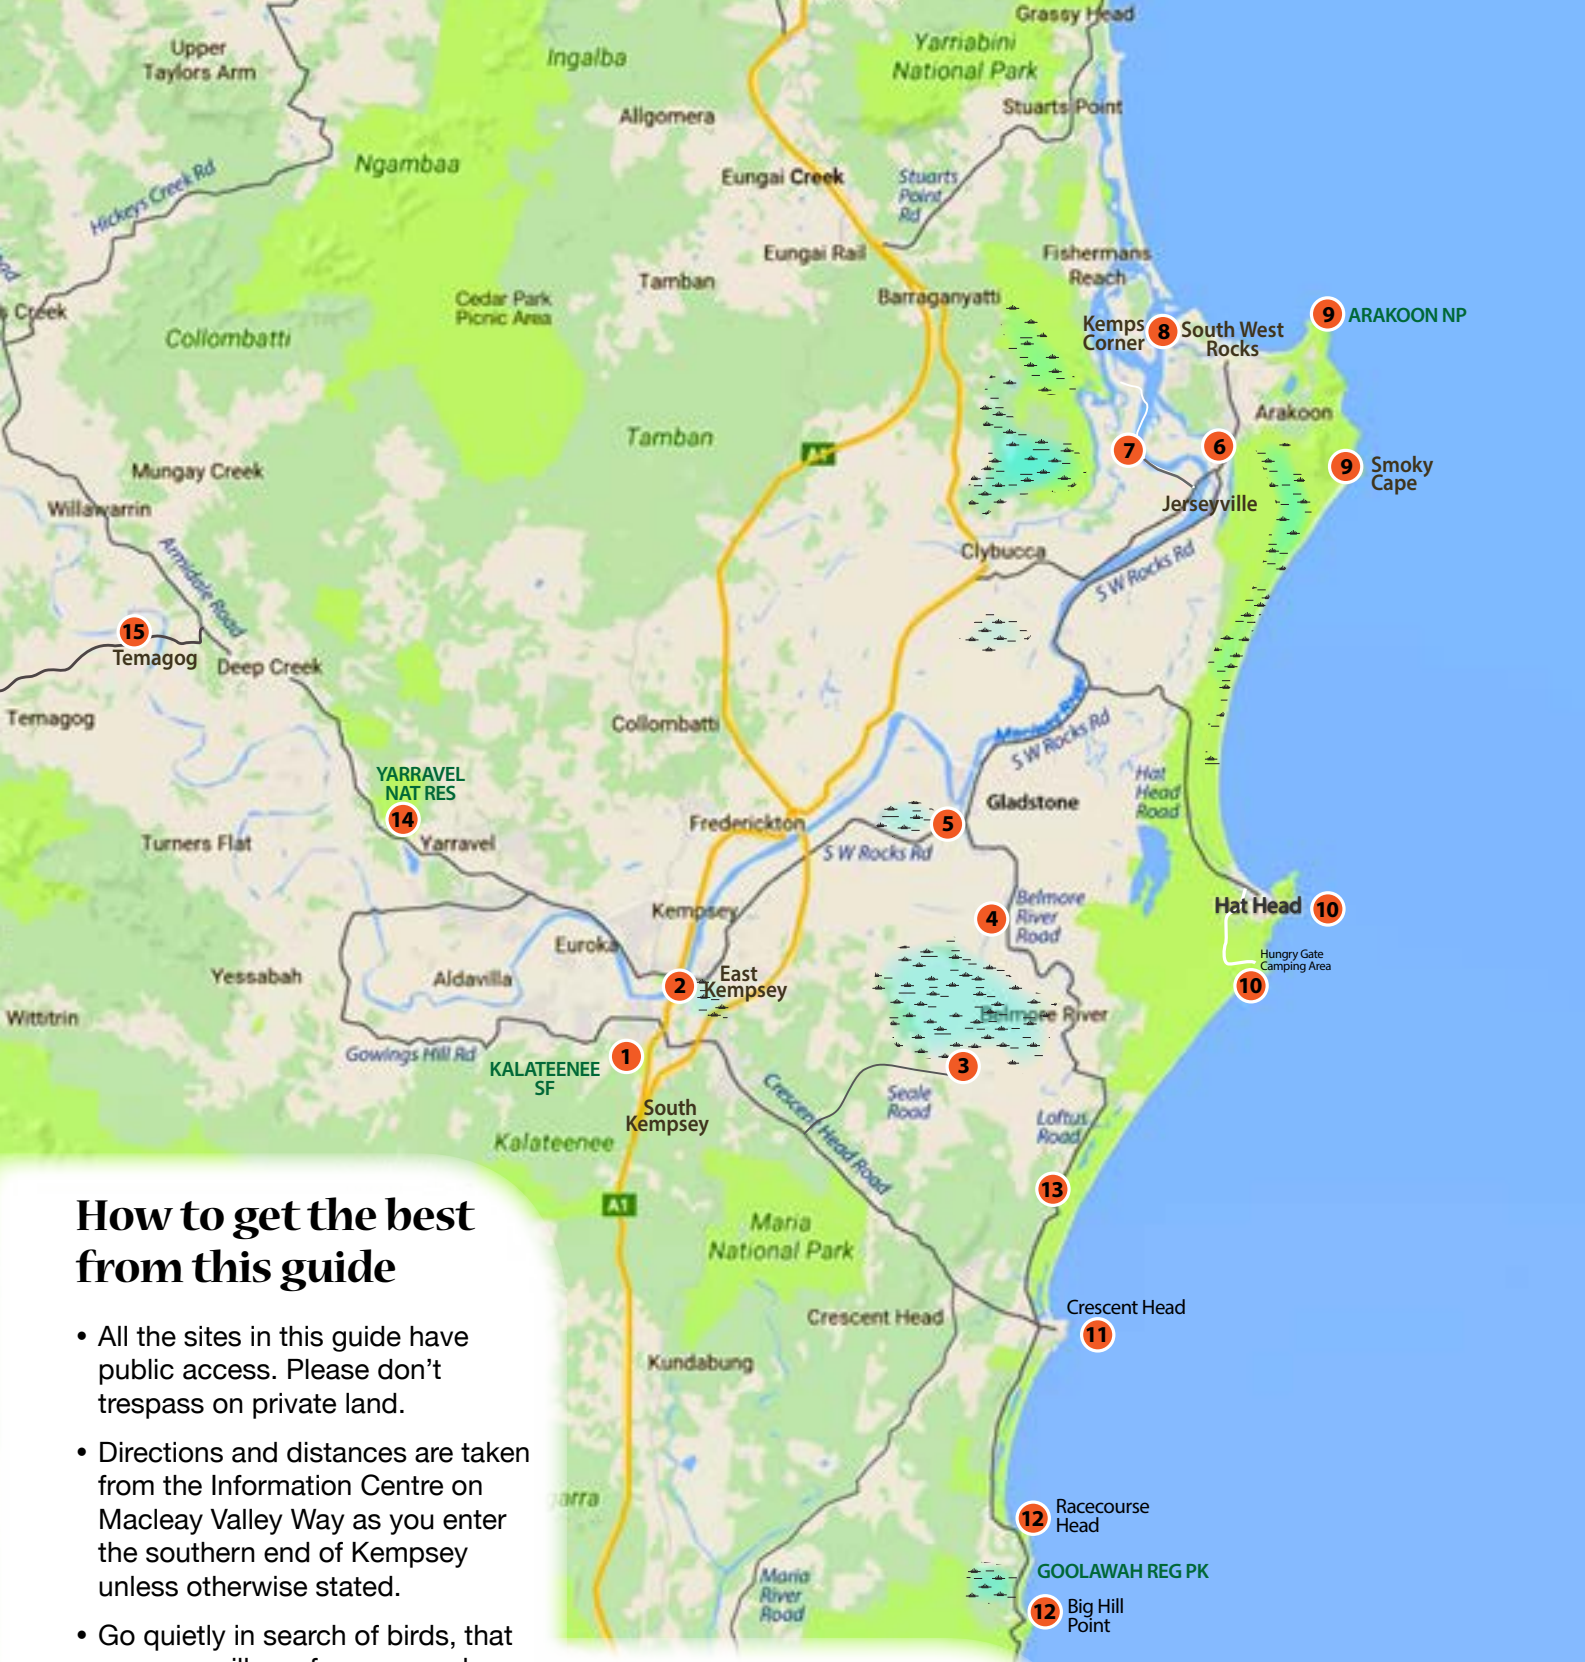 Grassy Head
Upper
Taylors Arm
Ingalba
Yarriabini
National Park
Allgomera
Stuarts Point
Ngambaa
Hickeys Creek Rd
Eungai Creek
Stuarts
Point
Rd
Eungai Rail
Fishermans
Reach
Tamban
Barraganyatti
Cedar Park
Picnic Area
Creek
Collombatti
Kemps
Corner
8
South West
Rocks
9
ARAKOON NP
Arakoon
Tamban
A1
7
6
9
Smoky
Cape
Mungay Creek
Willawarrin
Jerseyville
Armidale Road
Clybucca
S W Rocks Rd
15
Temagog
Deep Creek
Temagog
Collombatti
Macleay River
S W Rocks Rd
YARRAVEL
NAT RES
14
Hat
Head
Road
Gladstone
Turners Flat
Yarravel
Frederickton
5
S W Rocks Rd
Kempsey
4
Belmore
River
Road
Hat Head
10
Euroka
Hungry Gate
Camping Area
10
Yessabah
Aldavilla
2
East
Kempsey
Wittitrin
Belmore River
Gowings Hill Rd
1
KALATEENEE
SF
3
Seale
Road
Crescent Head Road
South
Kempsey
Loftus
Road
Kalateenee
13
A1
Maria
National Park
Crescent Head
Crescent Head
11
Kundabung
arra
12
Racecourse
Head
Maria
River
Road
GOOLAWAH REG PK
12
Big Hill
Point
How to get the best
from this guide
• All the sites in this guide have
public access. Please don’t
trespass on private land.
• Directions and distances are taken
from the Information Centre on
Macleay Valley Way as you enter
the southern end of Kempsey
unless otherwise stated.
• Go quietly in search of birds, that